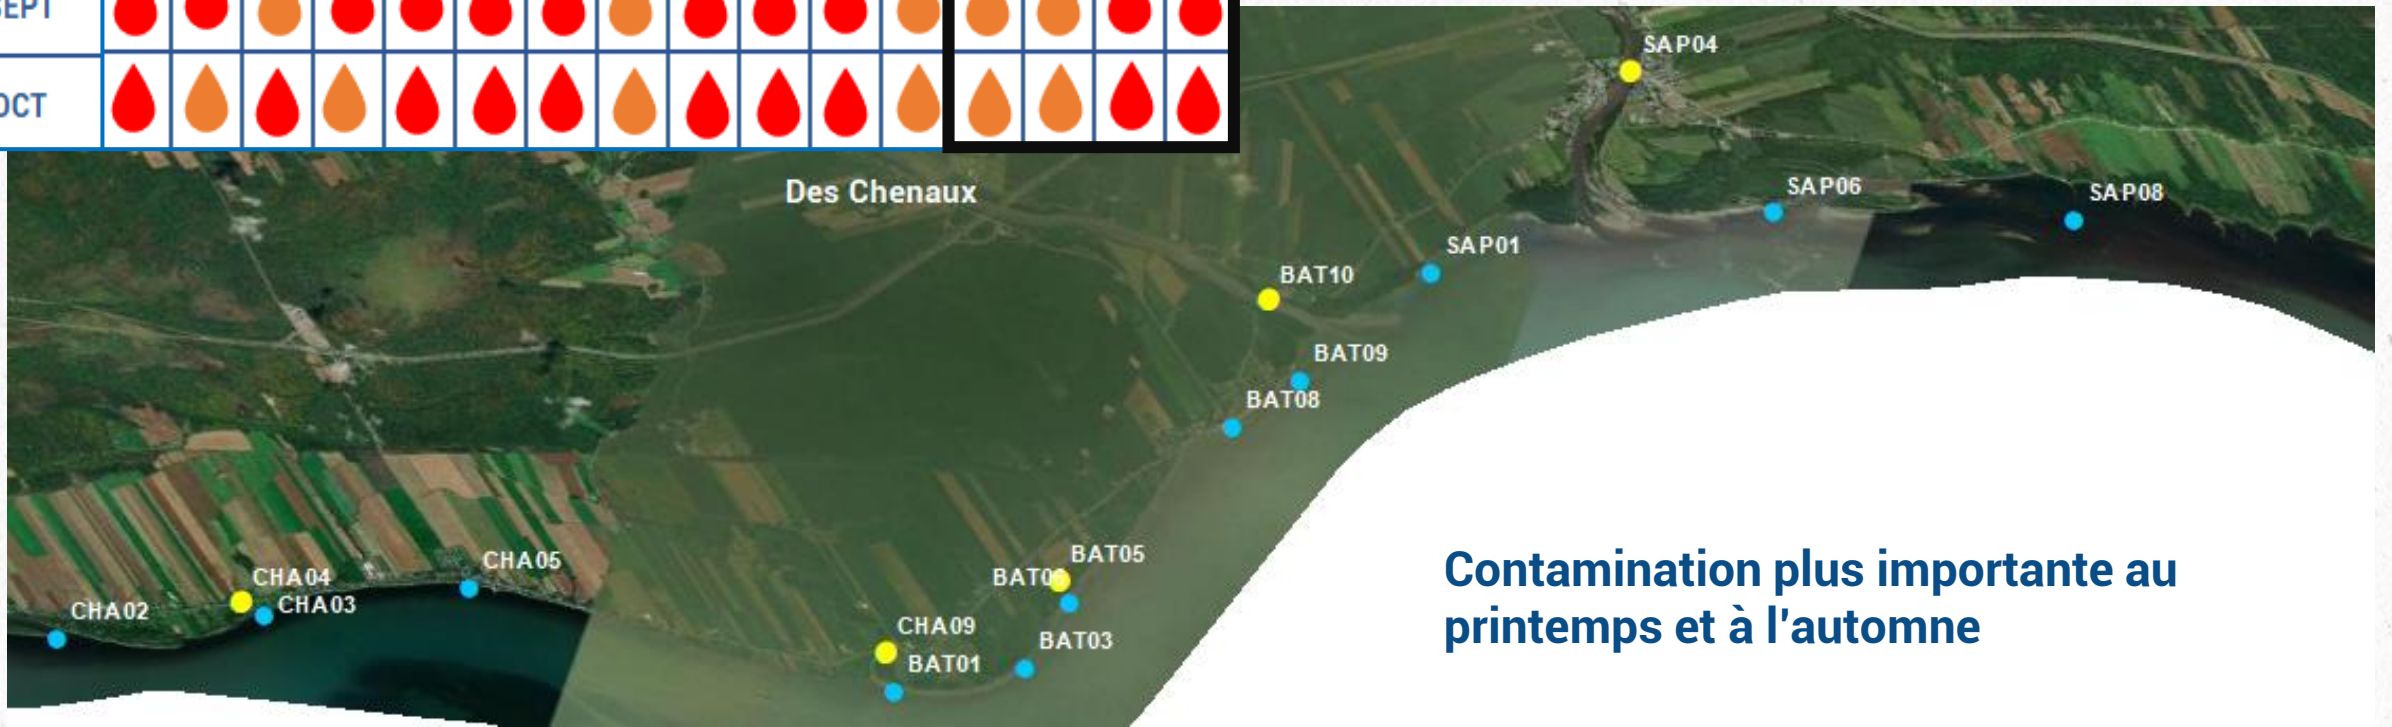 SEPT
OCT
SAP04
Des Chenaux
SAP06
SAP08
SAP01
BAT10
BAT09
BAT08
BAT05
CHA05
CHA04
CHA03
CHA02
CHA09
BAT03
BAT01
Contamination plus importante au
printemps et à l'automne